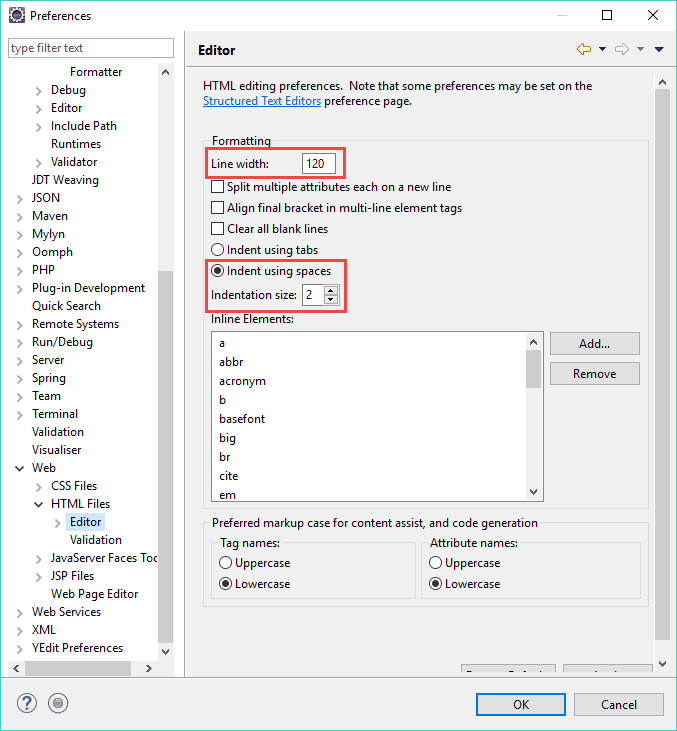 Preferences
type filter text
Formatter
Debug
Editor
Include Path
Runtimes
Validator
JDT Weaving
JSON
Maven
Mylyn
Oomph
PHP
Plug-in Development
Quick Search
Remote Systems
Run/Debug
Server
Spring
Team
Terminal
Validation
Visualiser
Web
CSS Files
HTML Files
Editor
Validation
JavaServer Faces
JSP Files
Web Page Editor
Web Services
XML
YEdit Preferences
Editor
HTML editing preferences.  Note that some preferences may be set on the
Structured Text Editors preference page.
Formatting
Line width: 120
Split multiple attributes each on a new line
Align final bracket in multi-line element tags
Clear all blank lines
Indent using tabs
Indent using spaces
Indentation size: 2
Inline Elements:
a
abbr
acronym
b
basefont
big
br
cite
em
Add...
Remove
Preferred markup case for content assist, and code generation
Tag names:
Uppercase
Lowercase
Attribute names:
Uppercase
Lowercase
OK
Cancel